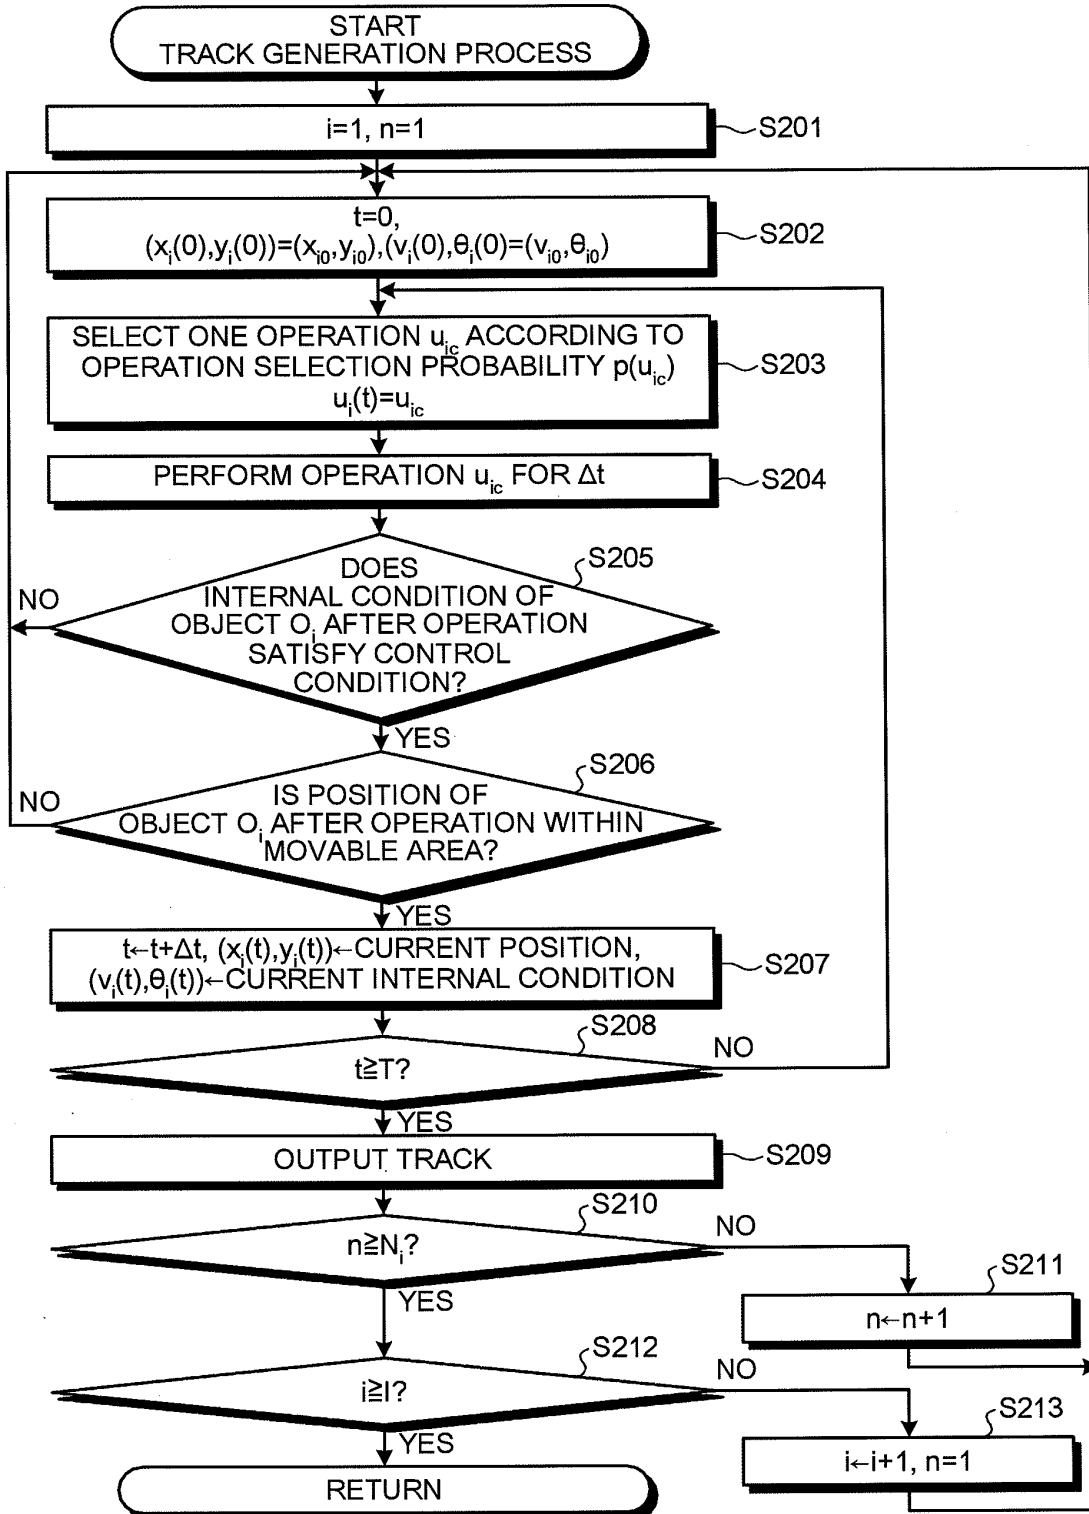 START
TRACK GENERATION PROCESS
i=1, n=1
S201
t=0,
(xi(0),yi(0))=(xi0,yi0),(vi(0),θi(0)=(vi0,θi0)
S202
SELECT ONE OPERATION uic ACCORDING TO
OPERATION SELECTION PROBABILITY p(uic)
ui(t)=uic
S203
PERFORM OPERATION uic FOR Δt
S204
S205
DOES
INTERNAL CONDITION OF
OBJECT Oi AFTER OPERATION
SATISFY CONTROL
CONDITION?
NO
YES
S206
IS POSITION OF
OBJECT Oi AFTER OPERATION WITHIN
MOVABLE AREA?
NO
YES
t←t+Δt, (xi(t),yi(t))←CURRENT POSITION,
(vi(t),θi(t))←CURRENT INTERNAL CONDITION
S207
S208
t≧T?
NO
YES
OUTPUT TRACK
S209
S210
n≧Ni?
NO
YES
S211
n←n+1
S212
i≧I?
NO
YES
S213
i←i+1, n=1
RETURN